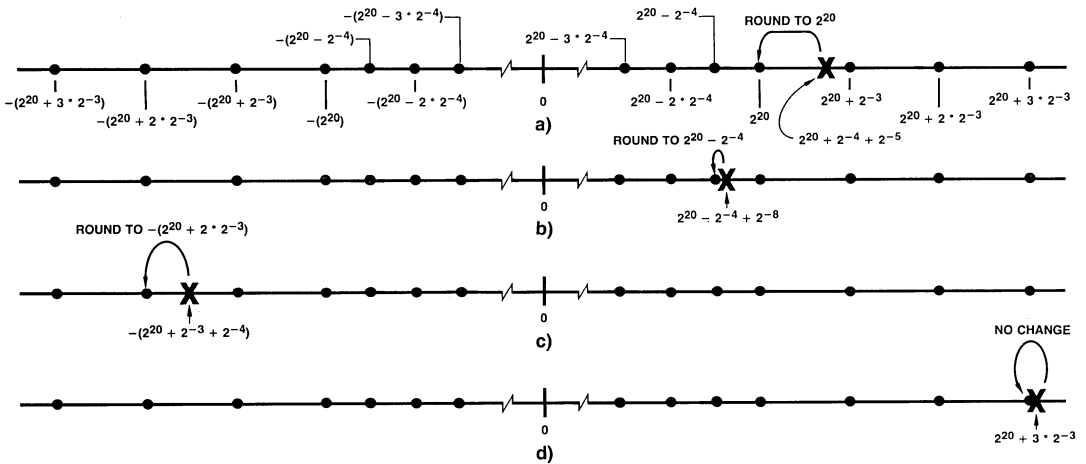 −(2²⁰ − 3 • 2⁻⁴)
−(2²⁰ − 2⁻⁴)
2²⁰ − 3 • 2⁻⁴
2²⁰ − 2⁻⁴
ROUND TO 2²⁰
−(2²⁰ + 3 • 2⁻³)
−(2²⁰ + 2 • 2⁻³)
−(2²⁰ + 2⁻³)
−(2²⁰)
−(2²⁰ − 2 • 2⁻⁴)
0
2²⁰ − 2 • 2⁻⁴
2²⁰
2²⁰ + 2⁻³
2²⁰ + 2 • 2⁻³
2²⁰ + 3 • 2⁻³
2²⁰ + 2⁻⁴ + 2⁻⁵
a)
ROUND TO 2²⁰ − 2⁻⁴
0
2²⁰ − 2⁻⁴ + 2⁻⁸
b)
ROUND TO −(2²⁰ + 2 • 2⁻³)
−(2²⁰ + 2⁻³ + 2⁻⁴)
0
c)
NO CHANGE
0
2²⁰ + 3 • 2⁻³
d)